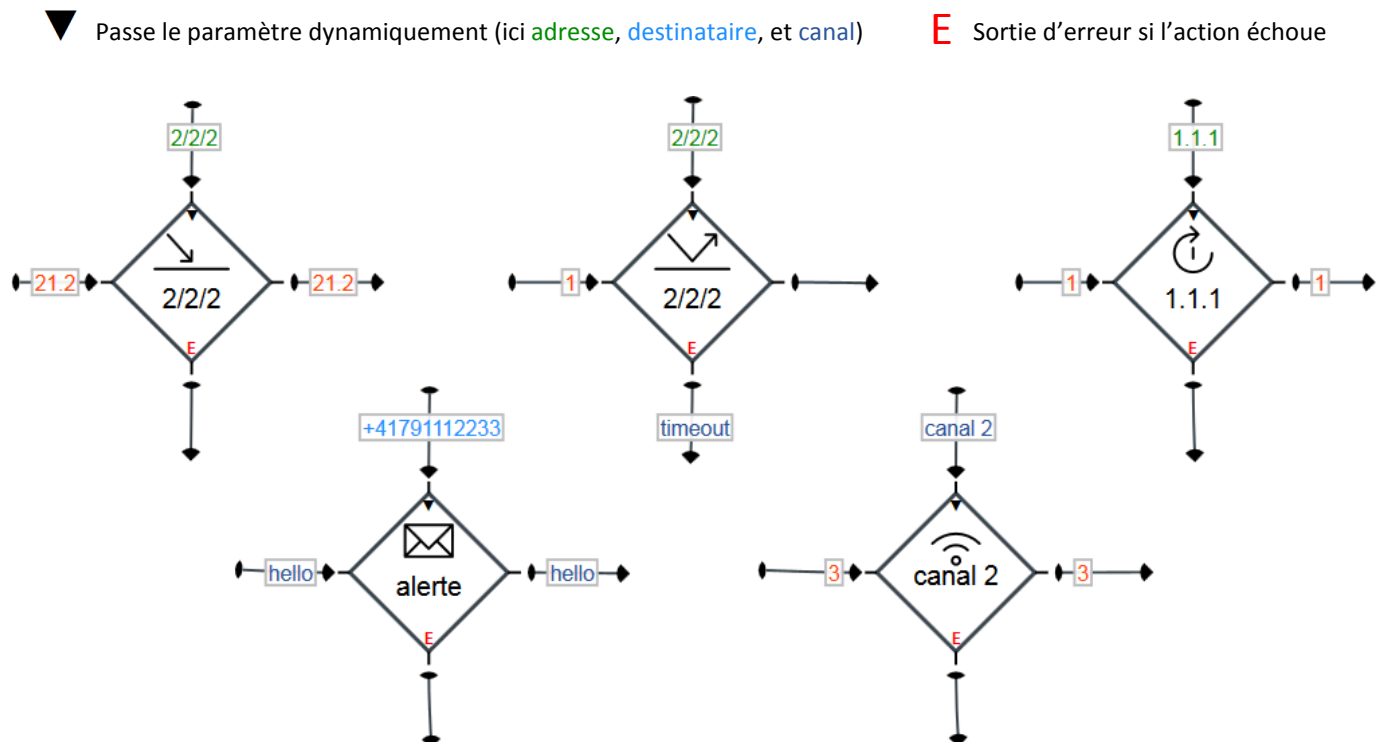 ▼ Passe le paramètre dynamiquement (ici adresse, destinataire, et canal)
E Sortie d’erreur si l’action échoue
2/2/2
2/2/2
1.1.1
▼
▼
▼
21.2
21.2
1
1
1
2/2/2
2/2/2
1.1.1
E
E
E
+41791112233
timeout
canal 2
▼
▼
hello
hello
3
3
alerte
canal 2
E
E